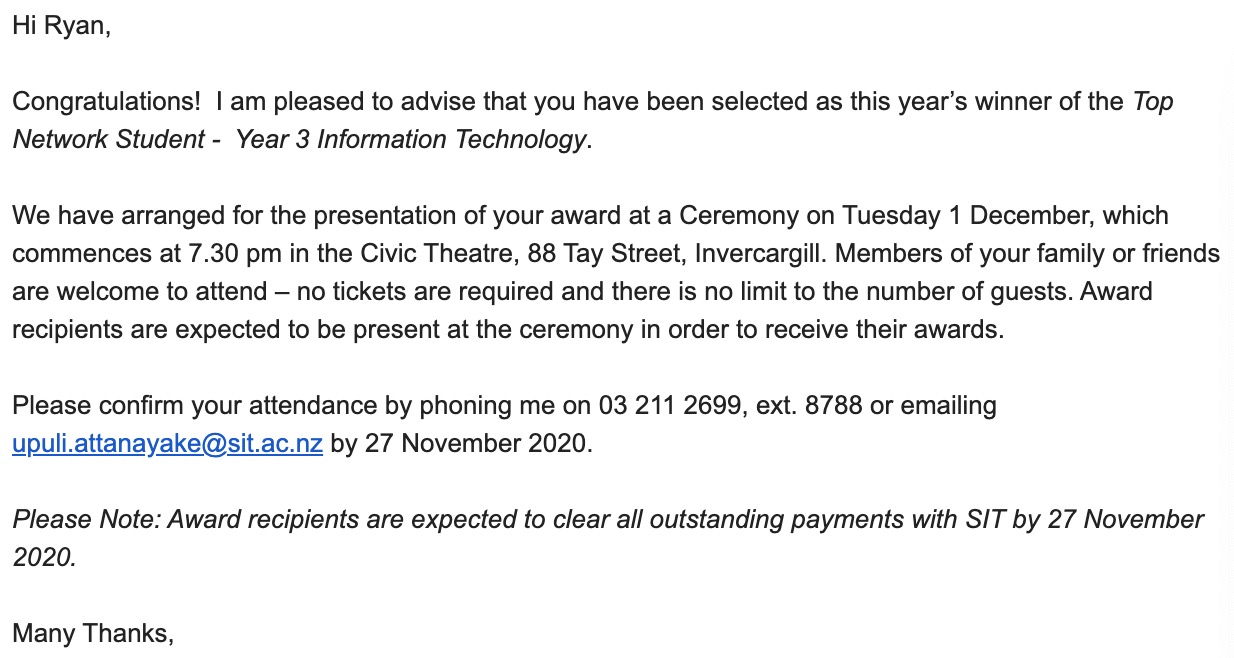 Hi Ryan,
Congratulations!  I am pleased to advise that you have been selected as this year’s winner of the Top
Network Student -  Year 3 Information Technology.
We have arranged for the presentation of your award at a Ceremony on Tuesday 1 December, which
commences at 7.30 pm in the Civic Theatre, 88 Tay Street, Invercargill. Members of your family or friends
are welcome to attend – no tickets are required and there is no limit to the number of guests. Award
recipients are expected to be present at the ceremony in order to receive their awards.
Please confirm your attendance by phoning me on 03 211 2699, ext. 8788 or emailing
upuli.attanayake@sit.ac.nz by 27 November 2020.
Please Note: Award recipients are expected to clear all outstanding payments with SIT by 27 November
2020.
Many Thanks,